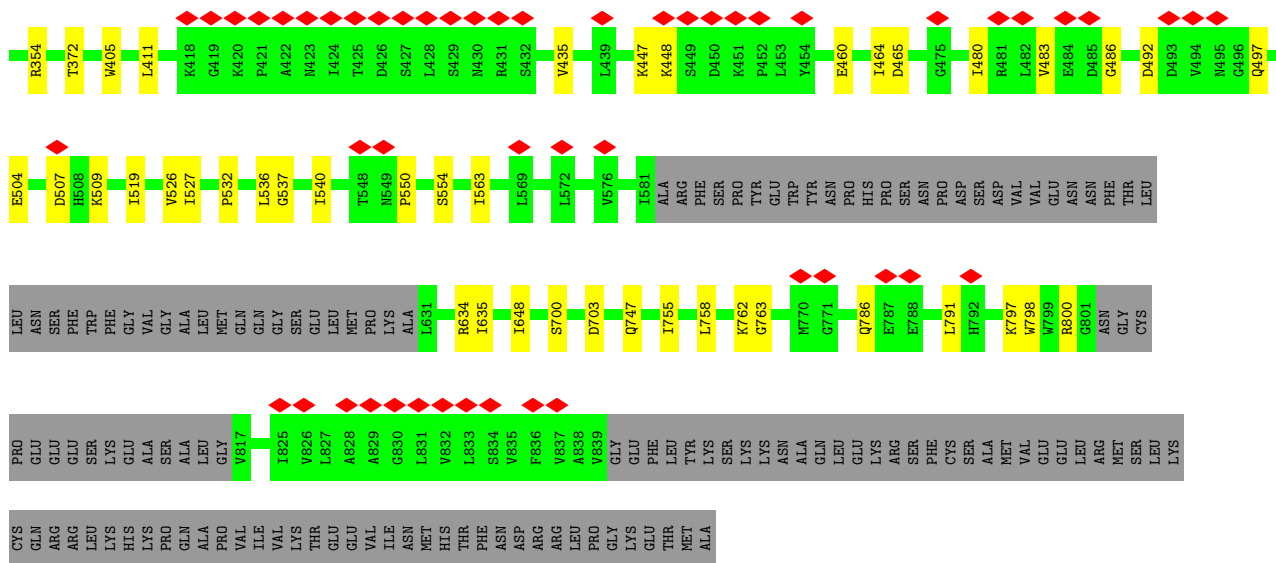 R354 T372 W405 L411 K418 G419 K420 P421 A422 N423 I424 T425 D426 S427 L428 S429 N430 R431 S432 V435 L439 K447 K448 S449 D450 K451 P452 L453 Y454 E460 I464 D465 G475 I480 R481 L482 V483 E484 D485 G486 D492 D493 V494 N495 G496 Q497
E504 D507 H508 K509 I519 V526 I527 P532 L536 G537 I540 T548 N549 P550 S554 I563 L569 L572 V576 I581 ALA ARG PHE SER PRO TYR GLU TRP TYR ASN PRO HIS PRO SER ASN PRO ASP SER ASP VAL VAL GLU ASN ASN PHE THR LEU
LEU ASN SER PHE TRP PHE GLY VAL GLY ALA LEU MET GLN GLN GLY SER GLU LEU MET PRO LYS ALA L631 R634 I635 I648 S700 D703 Q747 I755 L758 K762 G763 M770 G771 Q786 E787 E788 L791 H792 K797 W798 W799 R800 G801 ASN GLY CYS
PRO GLU GLU GLU SER LYS GLU ALA SER ALA LEU GLY V817 I825 V826 L827 A828 A829 G830 L831 V832 L833 S834 V835 F836 V837 A838 V839 GLY GLU PHE LEU TYR LYS SER LYS LYS ASN ALA GLN LEU GLU LYS ARG SER PHE CYS SER ALA MET VAL GLU GLU LEU ARG MET SER LEU LYS
CYS GLN ARG ARG LEU LYS HIS LYS PRO GLN ALA PRO VAL ILE VAL LYS THR GLU GLU VAL ILE ASN MET HIS THR PHE ASN ASP ARG ARG LEU PRO GLY LYS GLU THR MET ALA